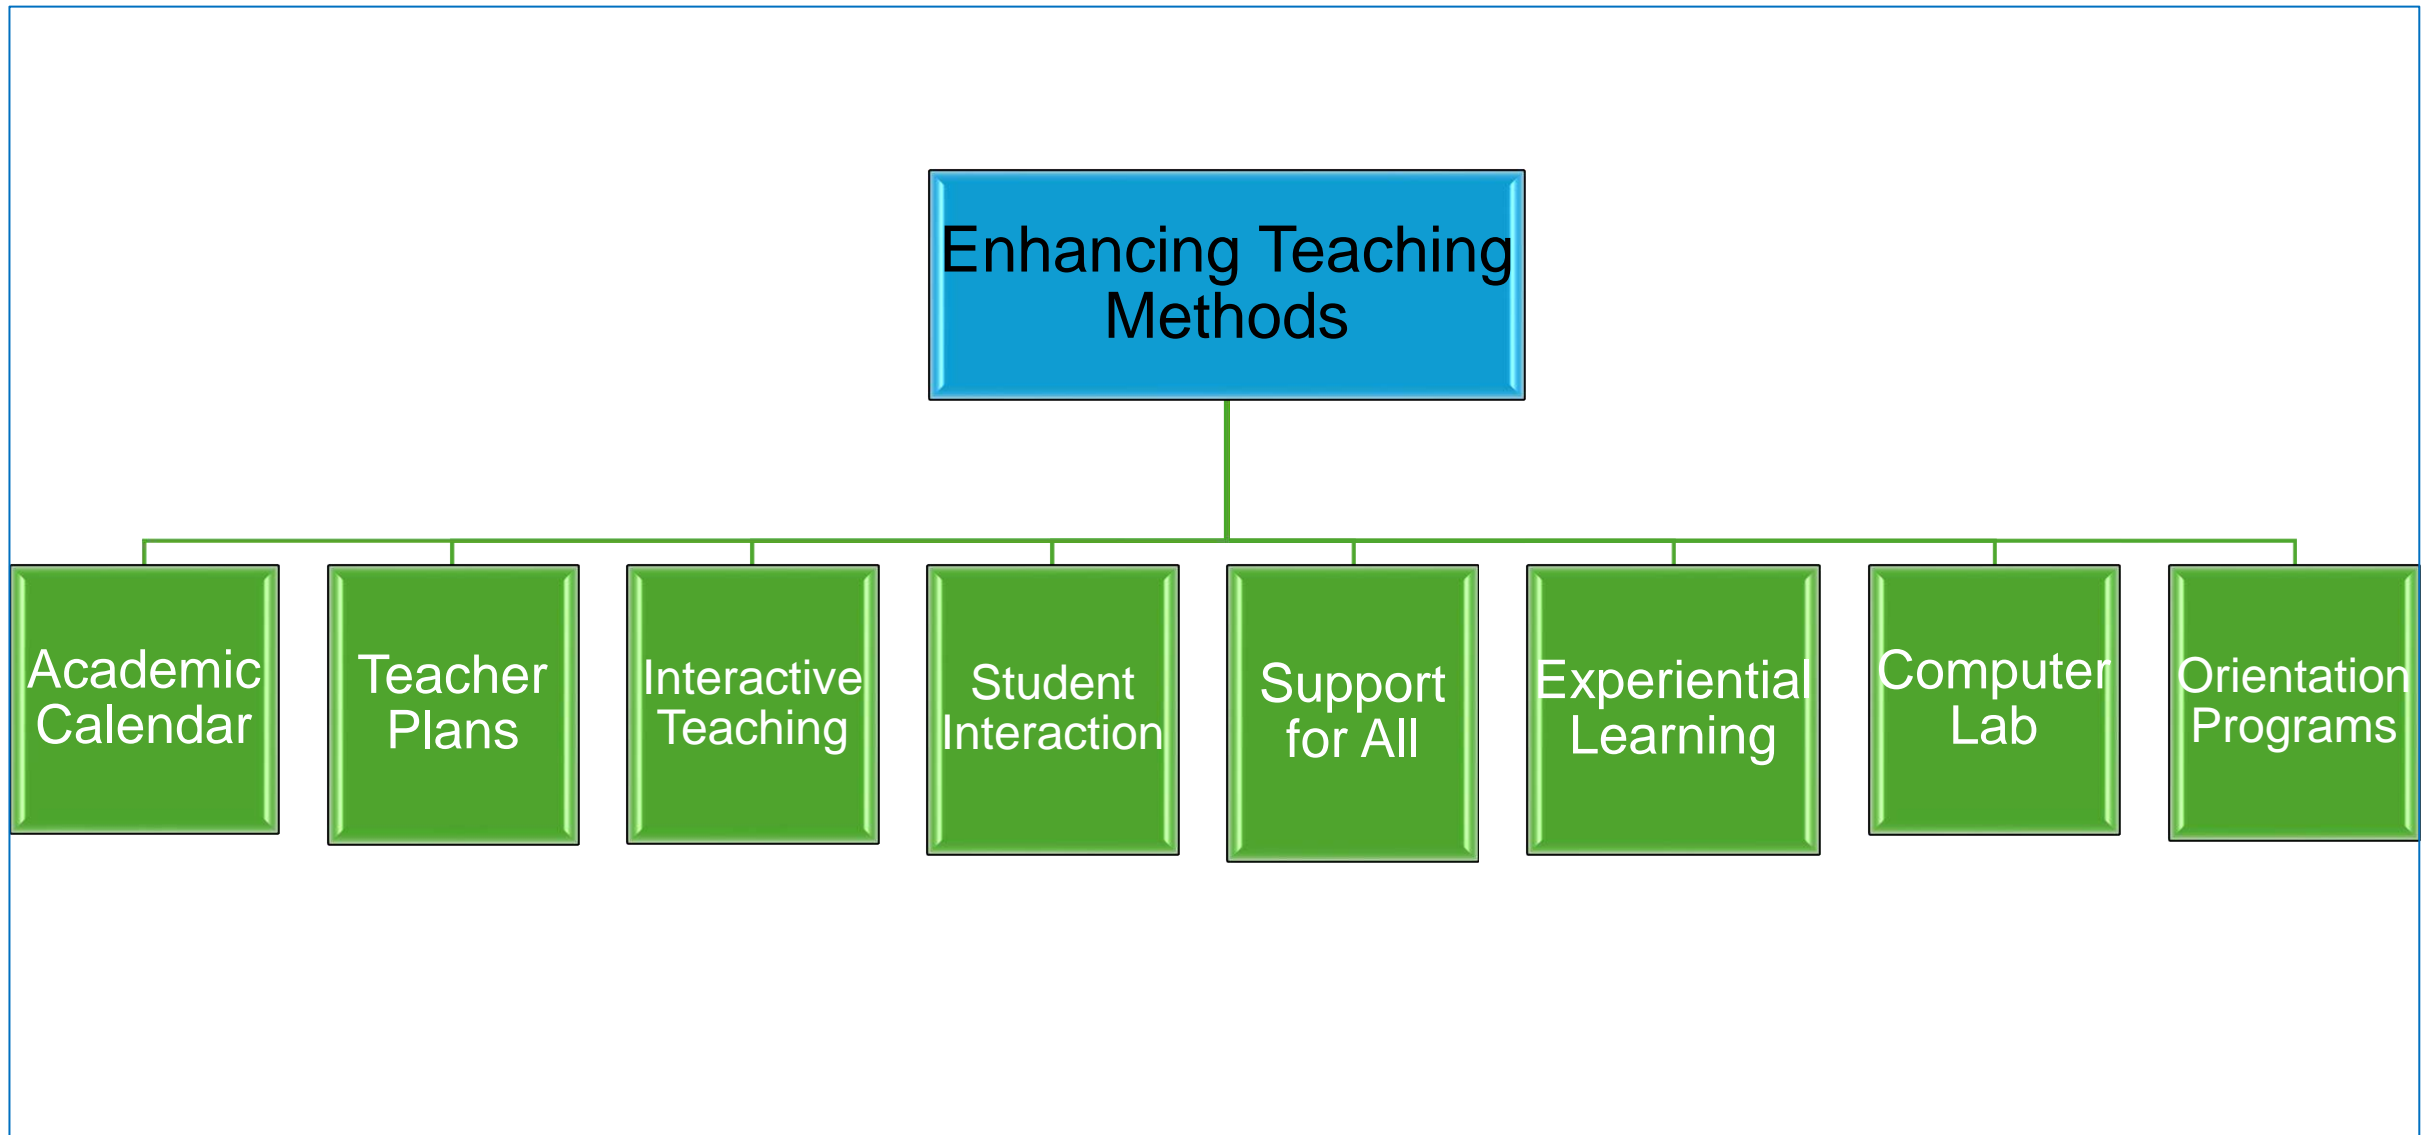 Enhancing Teaching
Methods
Academic
Calendar
Teacher
Plans
Interactive
Teaching
Student
Interaction
Support
for All
Experiential
Learning
Computer
Lab
Orientation
Programs